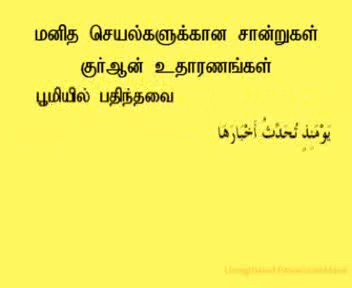 மனித செயல்களுக்கான சான்றுகள்
குர்ஆன் உதாரணங்கள்
பூமியில் பதிந்தவை
يَوْمَئِذٍ تُحَدِّثُ أَخْبَارَهَا